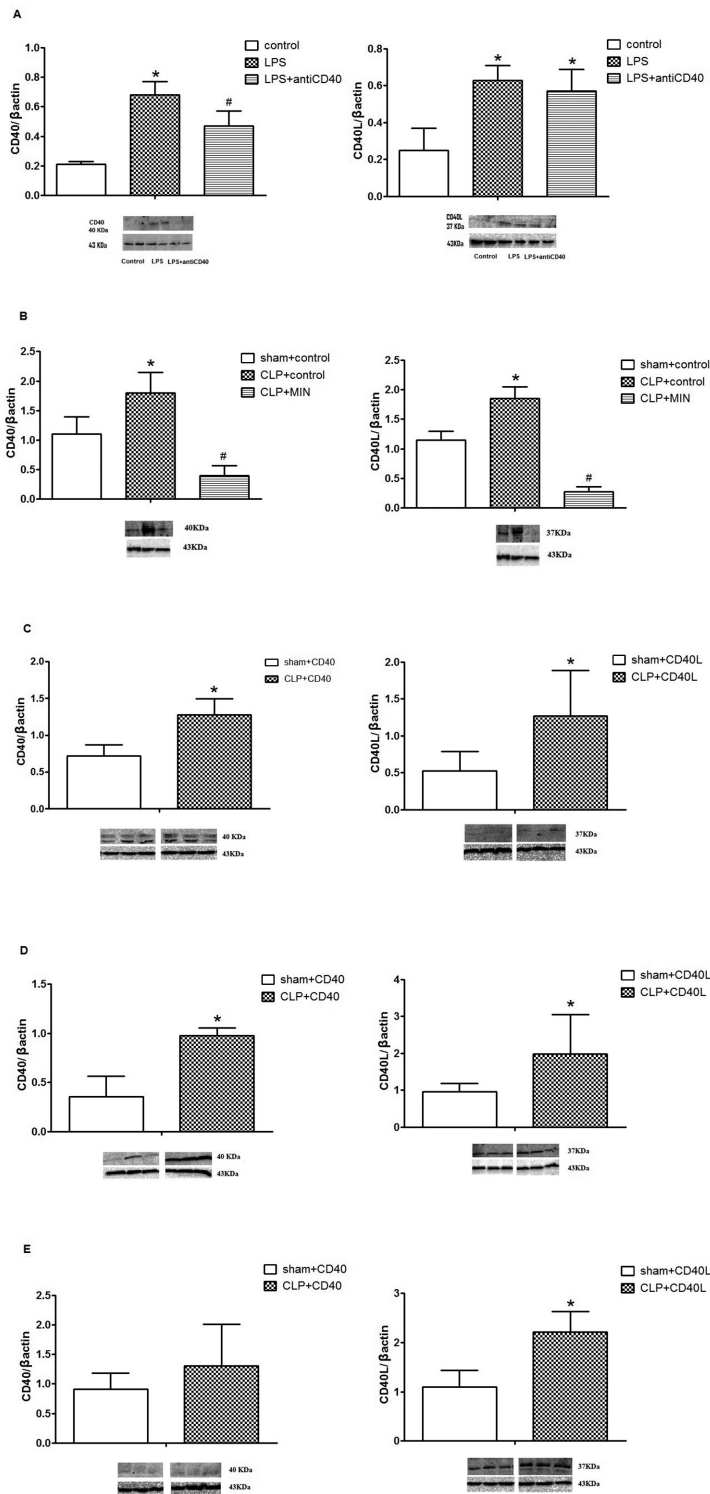 A
CD40/βactin
1.0
0.8
0.6
0.4
0.2
0.0
*
#
control
LPS
LPS+antiCD40
CD40
40 KDa
43 KDa
Control LPS LPS+antiCD40
CD40L/βactin
0.8
0.6
0.4
0.2
0.0
*
*
control
LPS
LPS+antiCD40
CD40L
37 KDa
43KDa
Control LPS LPS+antiCD40
B
CD40/βactin
2.5
2.0
1.5
1.0
0.5
0.0
*
#
sham+control
CLP+control
CLP+MIN
40KDa
43KDa
CD40L/βactin
2.5
2.0
1.5
1.0
0.5
0.0
*
#
sham+control
CLP+control
CLP+MIN
37KDa
43KDa
C
CD40/βactin
2.0
1.5
1.0
0.5
0.0
*
sham+CD40
CLP+CD40
40 KDa
43KDa
CD40L/βactin
2.0
1.5
1.0
0.5
0.0
*
sham+CD40L
CLP+CD40L
37KDa
43KDa
D
CD40/βactin
1.5
1.0
0.5
0.0
*
sham+CD40
CLP+CD40
40 KDa
43KDa
CD40L/βactin
4
3
2
1
0
*
sham+CD40L
CLP+CD40L
37KDa
43KDa
E
CD40/βactin
2.5
2.0
1.5
1.0
0.5
0.0
sham+CD40
CLP+CD40
40 KDa
43KDa
CD40L/βactin
3
2
1
0
*
sham+CD40L
CLP+CD40L
37KDa
43KDa